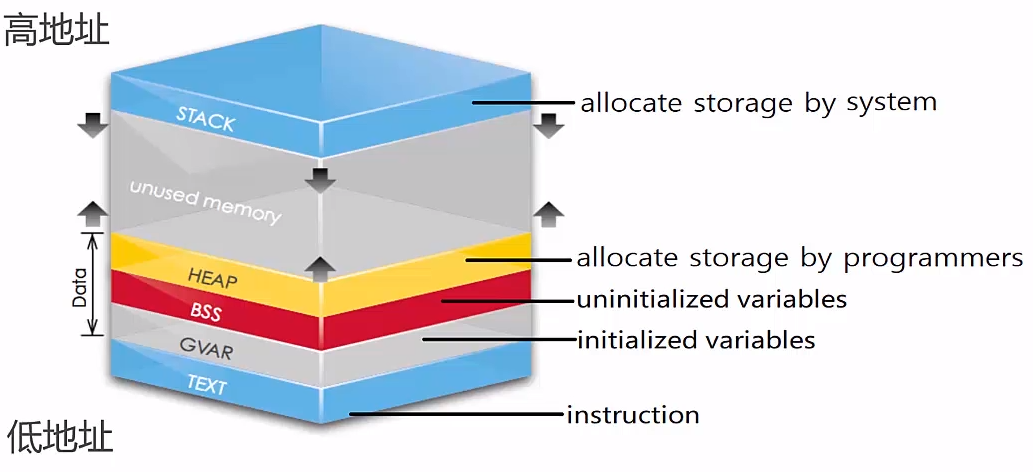 高地址
STACK
allocate storage by system
unused memory
HEAP
allocate storage by programmers
Data
BSS
uninitialized variables
GVAR
initialized variables
TEXT
instruction
低地址